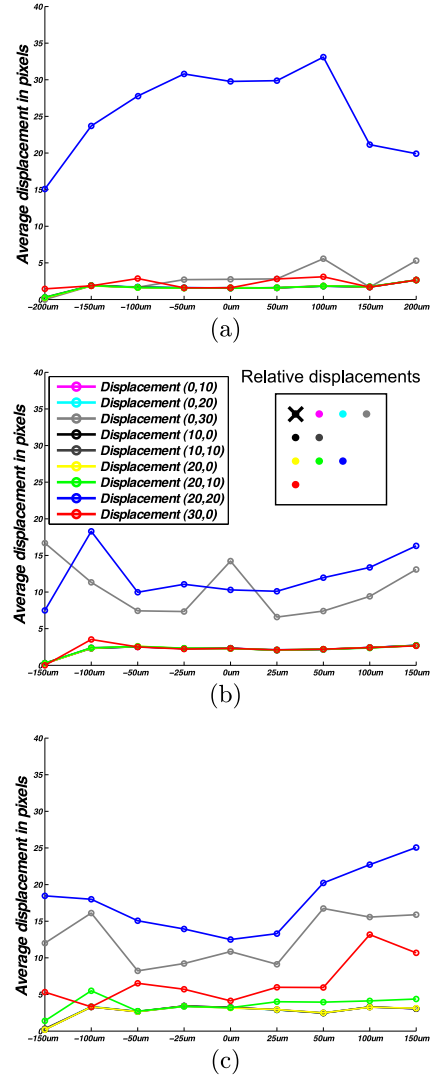 40
35
30
25
20
15
10
5
0
Average displacement in pixels
-200um -150um -100um -50um 0um 50um 100um 150um 200um
(a)
40
35
30
25
20
15
10
5
0
Average displacement in pixels
Displacement (0,10)
Displacement (0,20)
Displacement (0,30)
Displacement (10,0)
Displacement (10,10)
Displacement (20,0)
Displacement (20,10)
Displacement (20,20)
Displacement (30,0)
Relative displacements
-150um -100um -50um -25um 0um 25um 50um 100um 150um
(b)
40
35
30
25
20
15
10
5
0
Average displacement in pixels
-150um -100um -50um -25um 0um 25um 50um 100um 150um
(c)